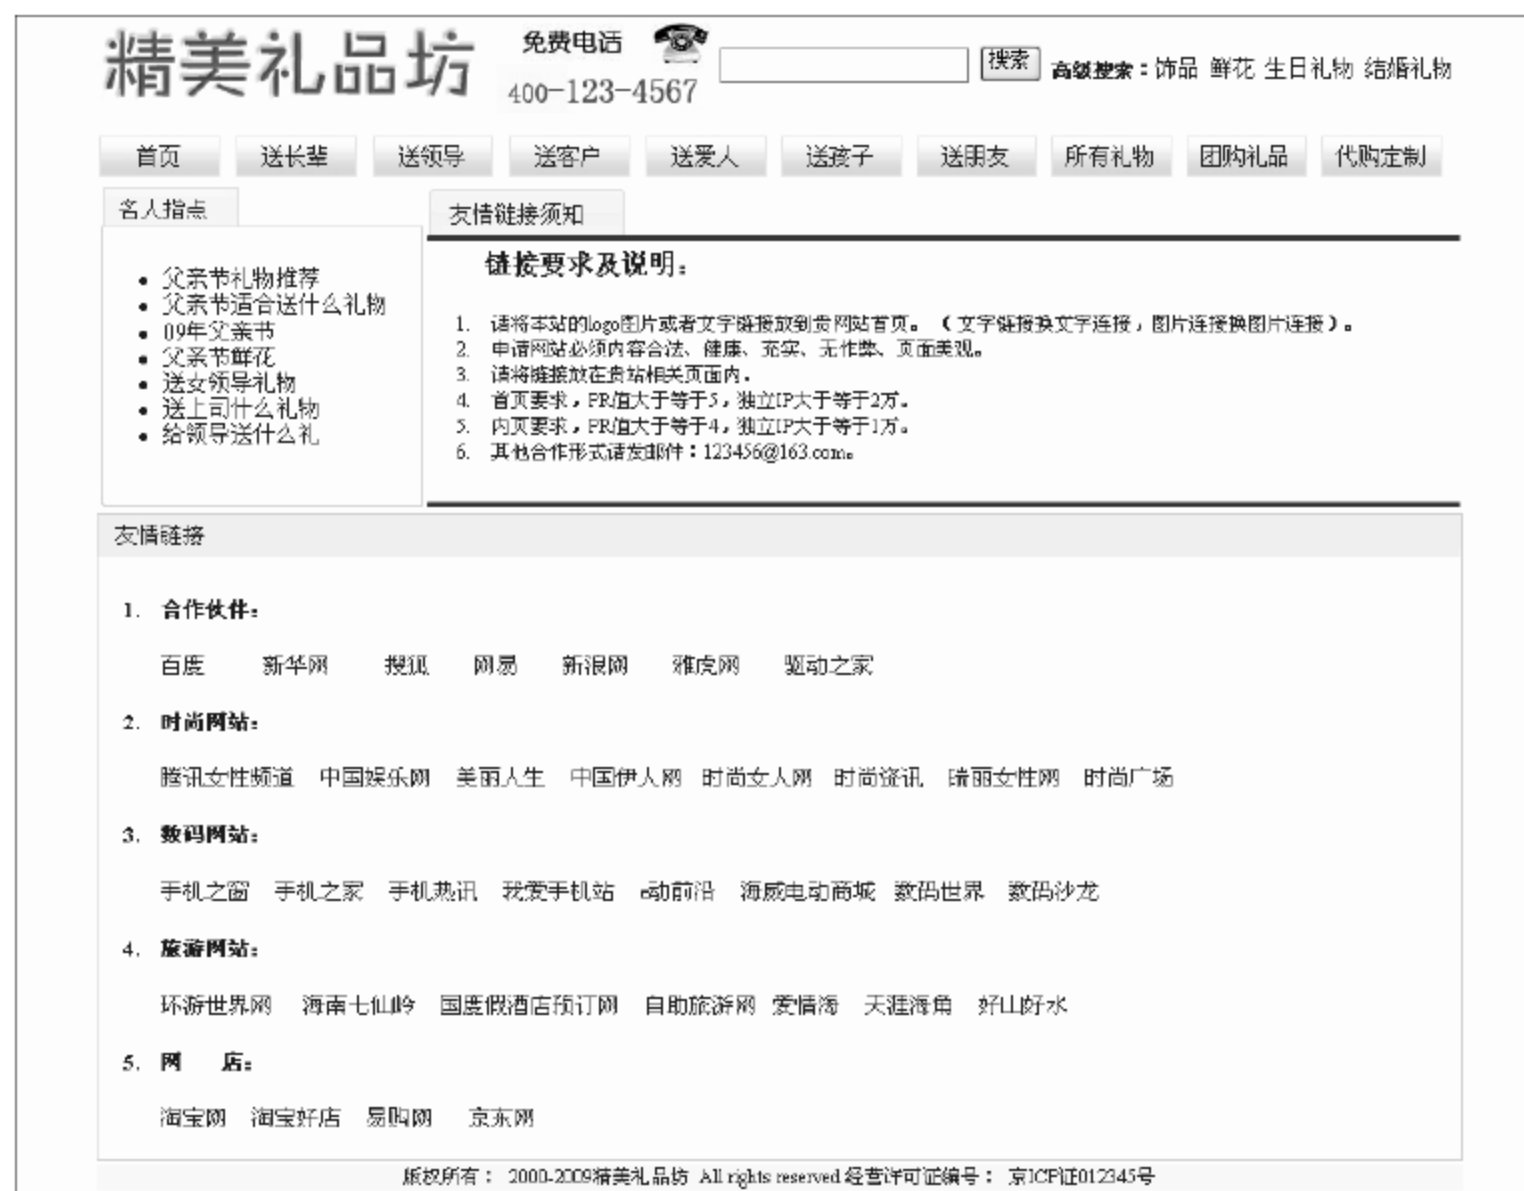 精美礼品坊
免费电话
400-123-4567
搜索 高级搜索：饰品 鲜花 生日礼物 结婚礼物
首页 送长辈 送领导 送客户 送爱人 送孩子 送朋友 所有礼物 团购礼品 代购定制
名人指点
父亲节礼物推荐
父亲节适合送什么礼物
09年父亲节
父亲节鲜花
送女领导礼物
送上司什么礼物
给领导送什么礼
友情链接须知
链接要求及说明：
1. 请将本站的logo图片或者文字链接放到贵网站首页。（文字链接换文字连接，图片连接换图片连接）。
2. 申请网站必须内容合法、健康、充实、无作弊、页面美观。
3. 请将链接放在贵站相关页面内。
4. 首页要求，PR值大于等于5，独立IP大于等于2万。
5. 内页要求，PR值大于等于4，独立IP大于等于1万。
6. 其他合作形式请发邮件：123456@163.com。
友情链接
1. 合作伙伴：
百度 新华网 搜狐 网易 新浪网 雅虎网 驱动之家
2. 时尚网站：
腾讯女性频道 中国娱乐网 美丽人生 中国伊人网 时尚女人网 时尚资讯 瑞丽女性网 时尚广场
3. 数码网站：
手机之窗 手机之家 手机热讯 我爱手机站 e动前沿 海威电动商城 数码世界 数码沙龙
4. 旅游网站：
环游世界网 海南七仙岭 国度假酒店预订网 自助旅游网 爱情海 天涯海角 好山好水
5. 网 店：
淘宝网 淘宝好店 易购网 京东网
版权所有： 2000-2009精美礼品坊 All rights reserved 经营许可证编号： 京ICP证012345号